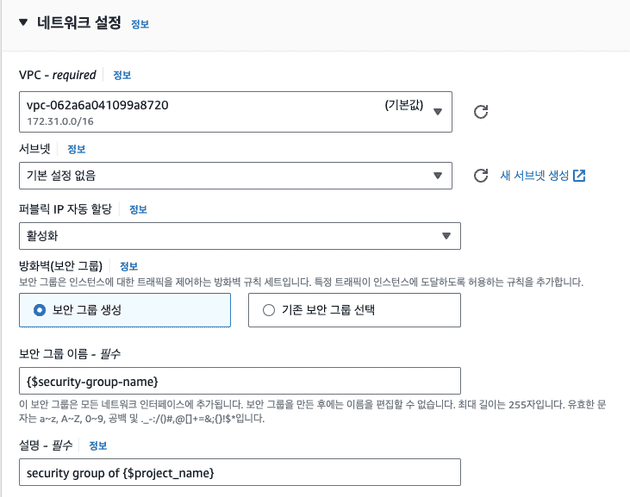 ▼ 네트워크 설정 정보
VPC - required 정보
vpc-062a6a041099a8720 (기본값)
172.31.0.0/16
서브넷 정보
기본 설정 없음
새 서브넷 생성
퍼블릭 IP 자동 할당 정보
활성화
방화벽(보안 그룹) 정보
보안 그룹은 인스턴스에 대한 트래픽을 제어하는 방화벽 규칙 세트입니다. 특정 트래픽이 인스턴스에 도달하도록 허용하는 규칙을 추가합니다.
보안 그룹 생성
기존 보안 그룹 선택
보안 그룹 이름 - 필수
{$security-group-name}
이 보안 그룹은 모든 네트워크 인터페이스에 추가됩니다. 보안 그룹을 만든 후에는 이름을 편집할 수 없습니다. 최대 길이는 255자입니다. 유효한 문
자는 a~z, A~Z, 0~9, 공백 및 ._-:/()#,@[]+=&;{}!$*입니다.
설명 - 필수 정보
security group of {$project_name}